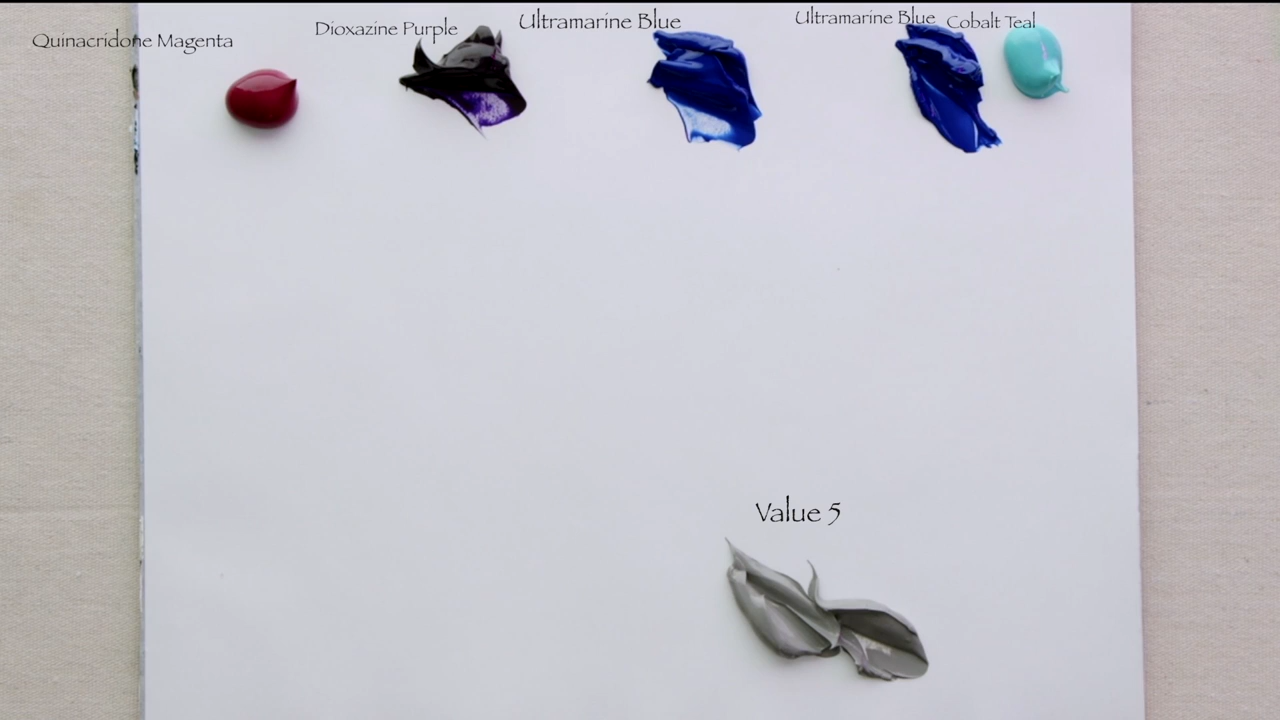 Quinacridone Magenta
Dioxazine Purple
Ultramarine Blue
Ultramarine Blue
Cobalt Teal
Value 5